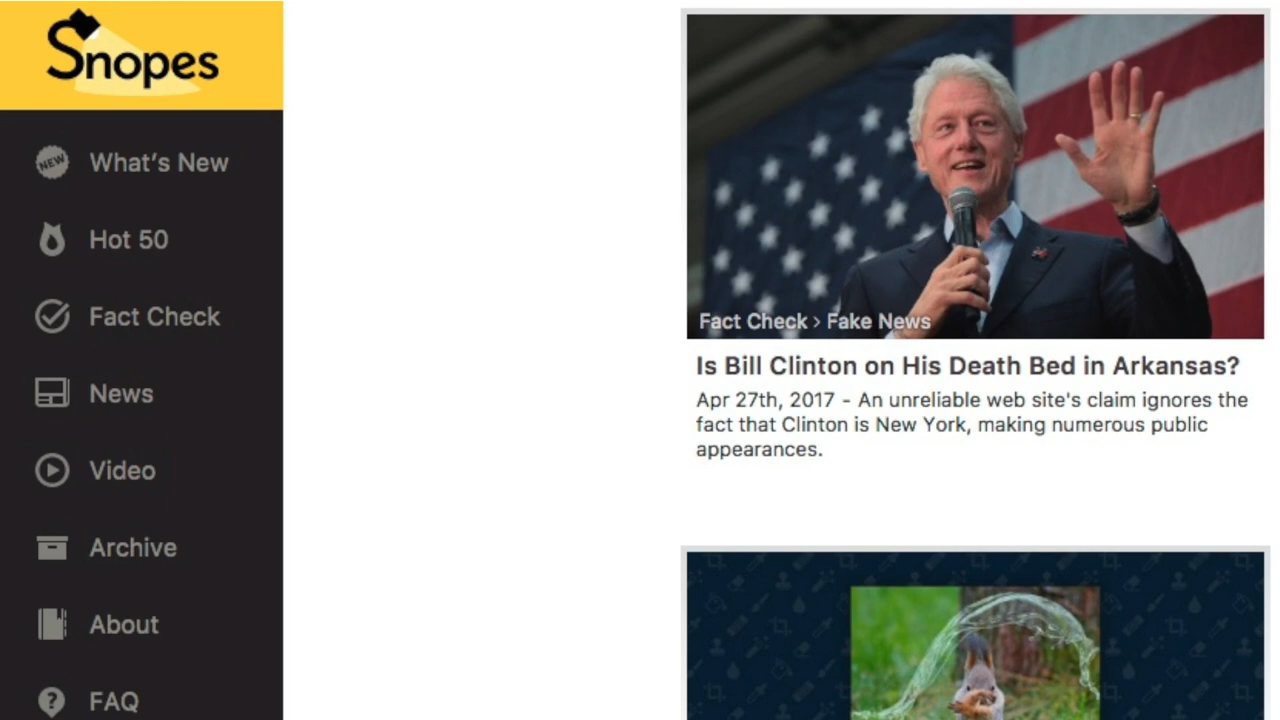 Snopes
NEW
What's New
Hot 50
Fact Check
News
Video
Archive
About
FAQ
Fact Check > Fake News
Is Bill Clinton on His Death Bed in Arkansas?
Apr 27th, 2017 - An unreliable web site's claim ignores the
fact that Clinton is New York, making numerous public
appearances.